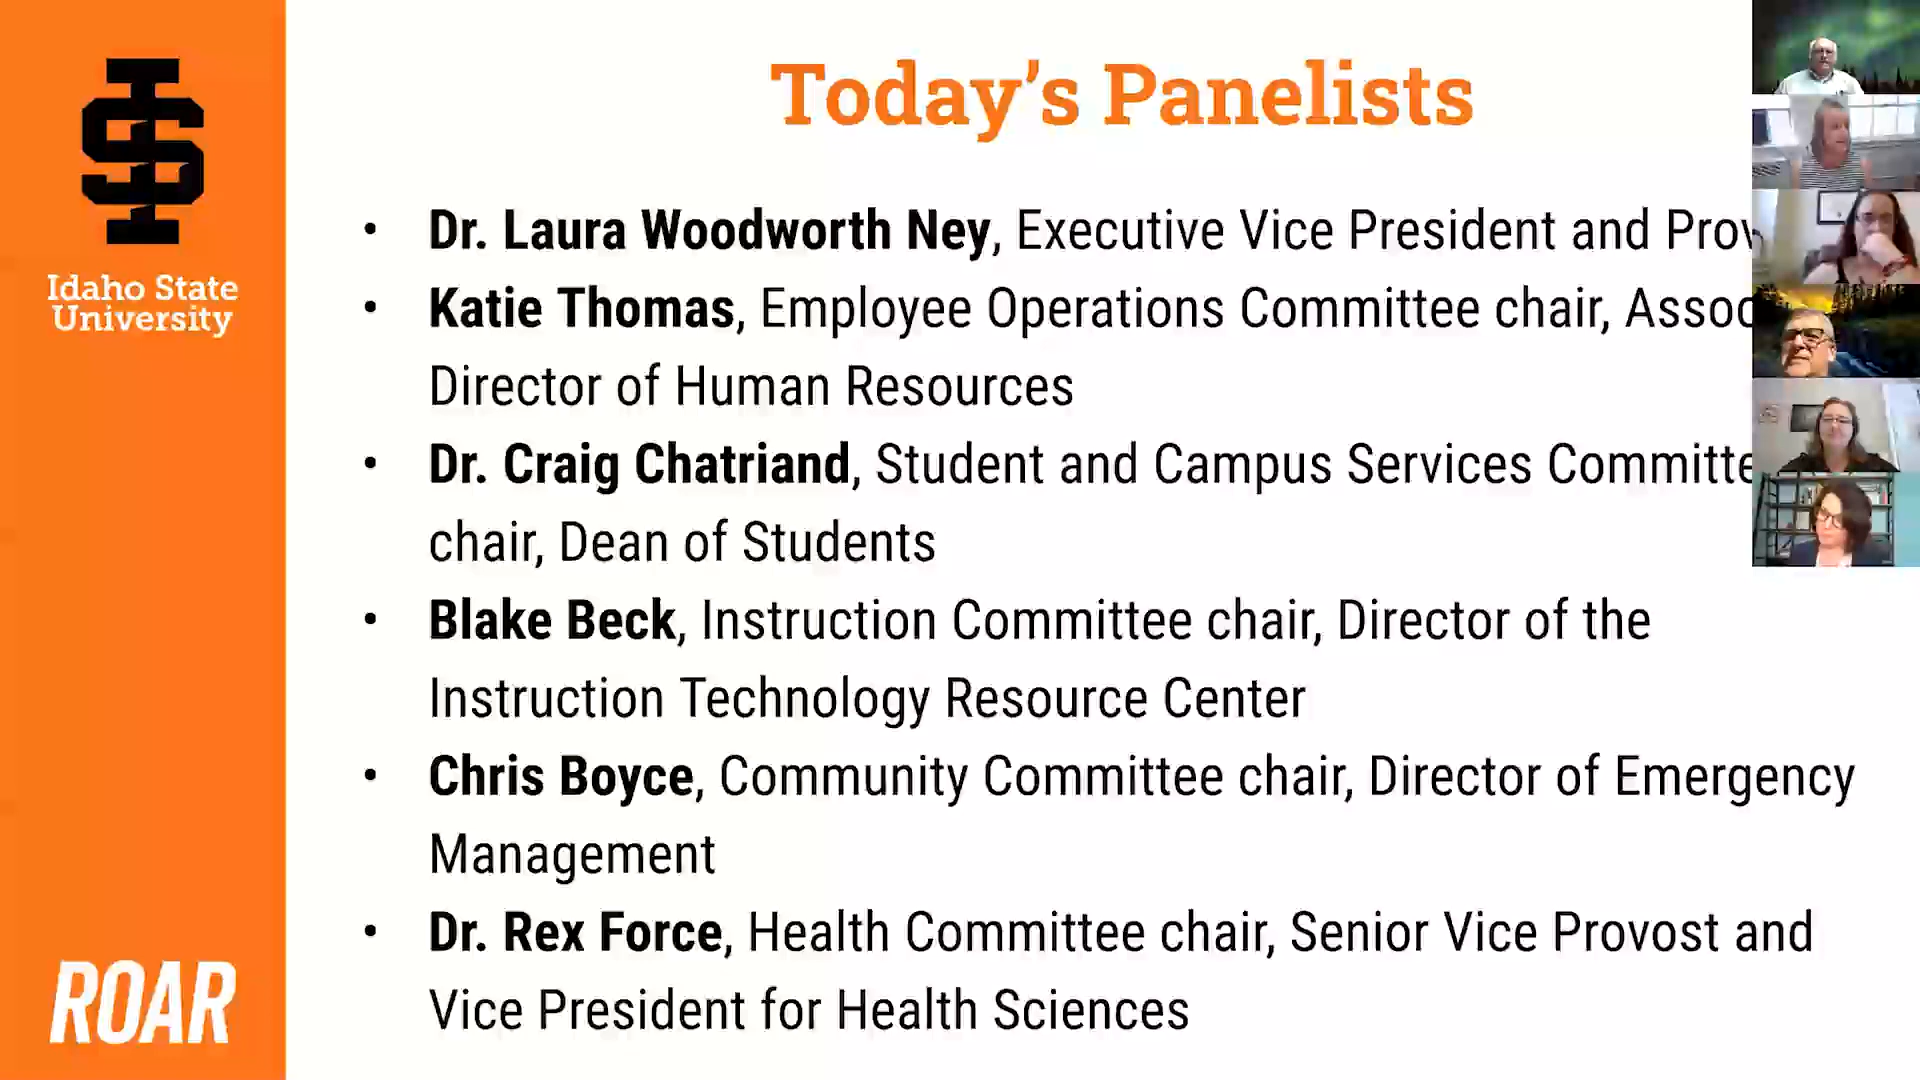 Today's Panelists
• Dr. Laura Woodworth Ney, Executive Vice President and
• Katie Thomas, Employee Operations Committee chair,
Director of Human Resources
• Dr. Craig Chatriand, Student and Campus Services
chair, Dean of Students
• Blake Beck, Instruction Committee chair, Director of the
Instruction Technology Resource Center
• Chris Boyce, Community Committee chair, Director of Emergency
Management
• Dr. Rex Force, Health Committee chair, Senior Vice Provost and
Vice President for Health Sciences
IS
Idaho State
University
ROAR